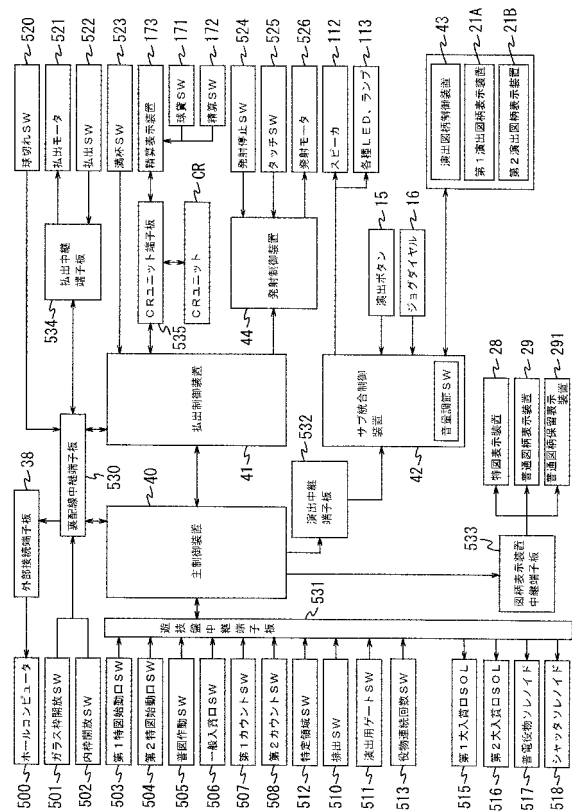 520
球切れSW
521
払出モータ
522
払出SW
523
満杯SW
173
精算表示装置
171
球貸SW
172
精算SW
524
発射停止SW
525
タッチSW
526
発射モータ
112
スピーカ
113
各種LED、ランプ
43
演出図柄制御装置
21A
第1演出図柄表示装置
21B
第2演出図柄表示装置
払出中継
端子板
534
CRユニット端子板
535
CR
CRユニット
発射制御装置
44
15
演出ボタン
16
ジョグダイヤル
28
特図表示装置
29
普通図柄表示装置
291
普通図柄保留表示
装置
38
外部接続端子板
裏配線中継端子板
530
払出制御装置
41
サブ統合制御
装置
音量調節SW
42
40
主制御装置
532
演出中継
端子板
533
図柄表示装置
中継端子板
遊技盤中継端子板
531
500
ホールコンピュータ
501
ガラス枠開放SW
502
内枠開放SW
503
第1特図始動口SW
504
第2特図始動口SW
505
普図作動SW
506
一般入賞口SW
507
第1カウントSW
508
第2カウントSW
512
特定領域SW
510
排出SW
511
演出用ゲートSW
513
役物連続回数SW
515
第1大入賞口SOL
516
第2大入賞口SOL
517
普電役物ソレノイド
518
シャッタソレノイド